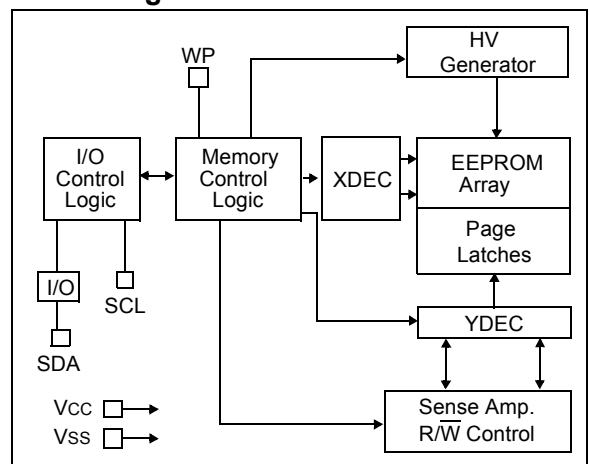 WP
HV
Generator
I/O
Control
Logic
Memory
Control
Logic
XDEC
EEPROM
Array
Page
Latches
I/O
SCL
SDA
YDEC
VCC
VSS
Sense Amp.
R/W̅ Control